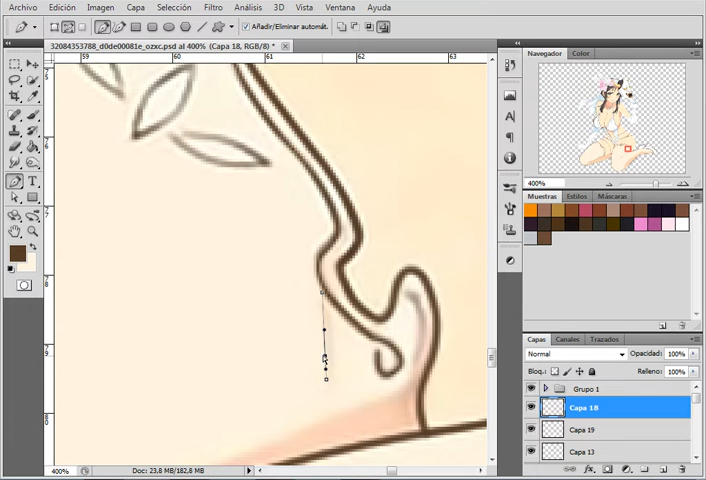 Archivo Edición Imagen Capa Selección Filtro Análisis 3D Vista Ventana Ayuda
Añadir/Eliminar automát.
32084353788_d0de00081e_ozxc.psd al 400% (Capa 18, RGB/8) *
59 60 61 62 63
Navegador Color
400%
Muestras Estilos Máscaras
Capas Canales Trazados
Normal Opacidad: 100%
Bloq.: Relleno: 100%
Grupo 1
Capa 18
Capa 19
Capa 13
400% Doc: 23,8 MB/182,8 MB